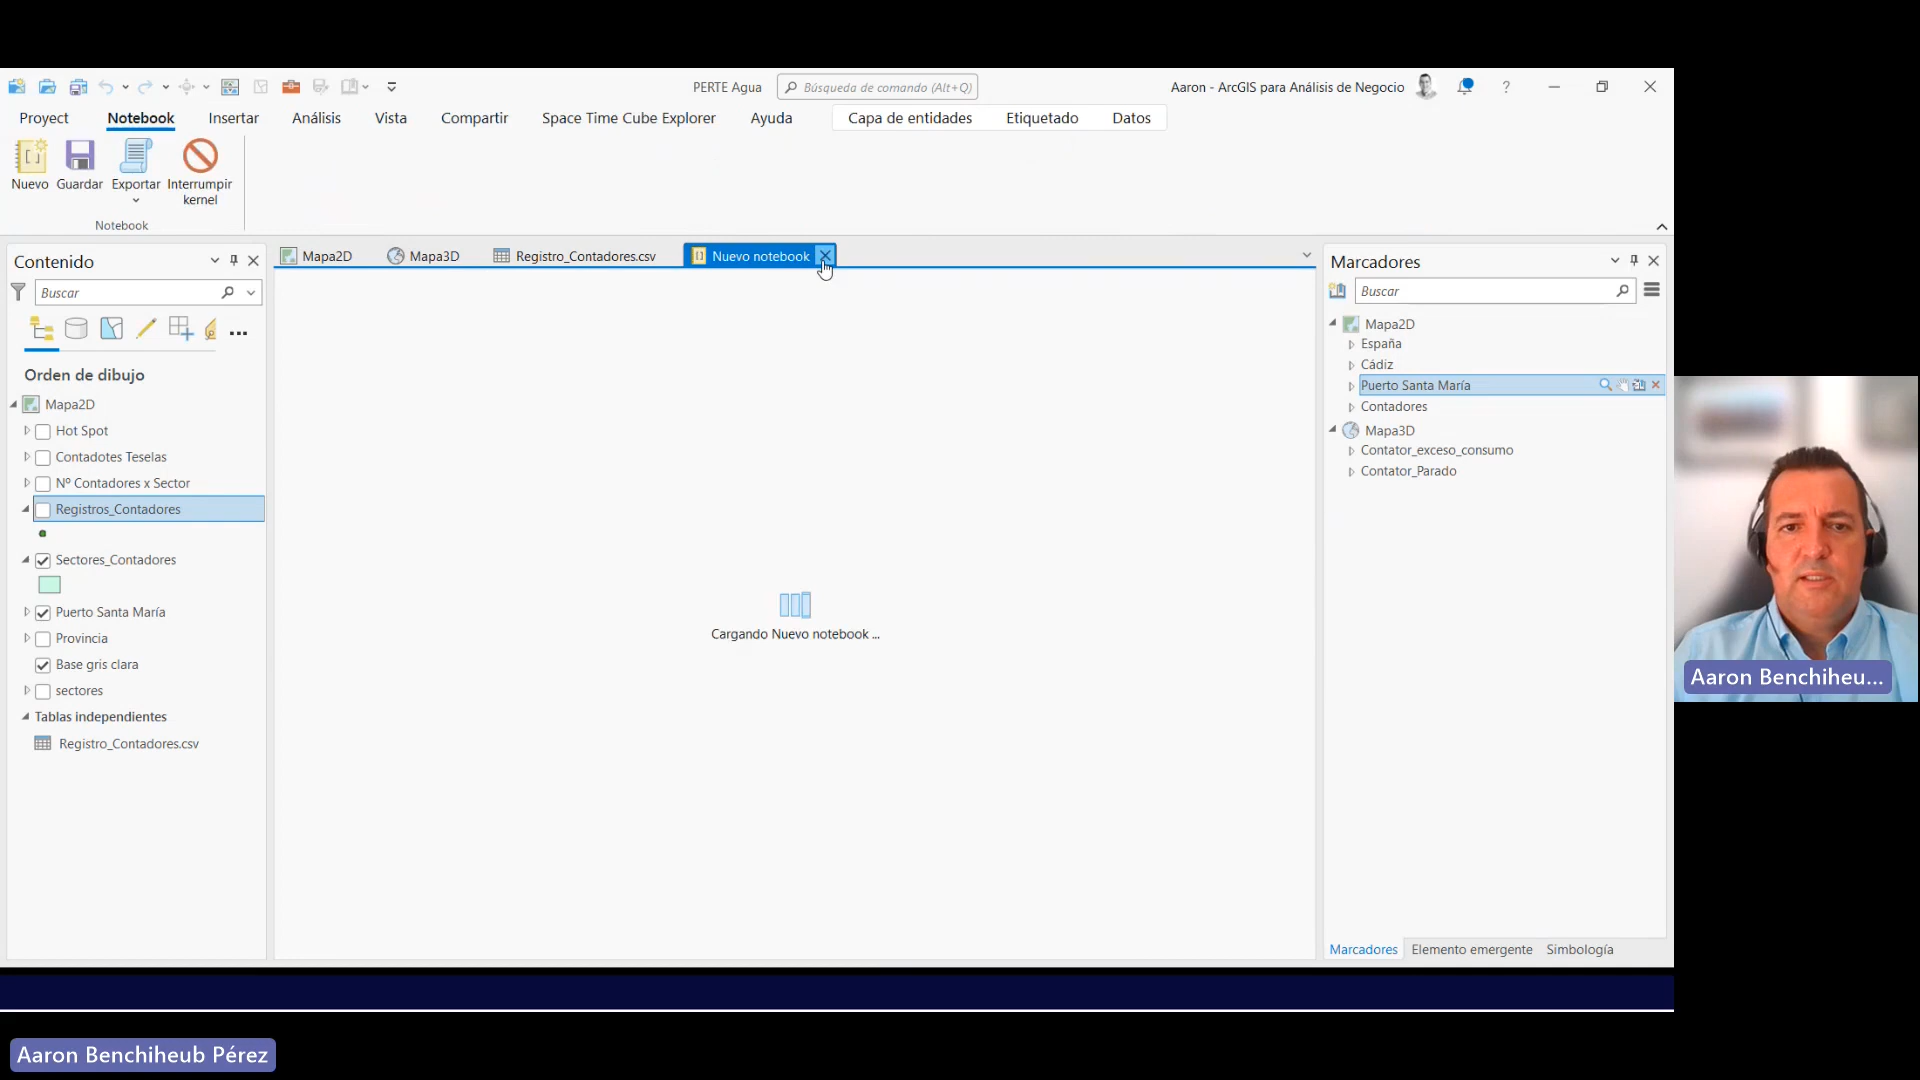 PERTE Agua
Búsqueda de comando (Alt+Q)
Aaron - ArcGIS para Análisis de Negocio
Proyect
Notebook
Insertar
Análisis
Vista
Compartir
Space Time Cube Explorer
Ayuda
Capa de entidades
Etiquetado
Datos
Nuevo
Guardar
Exportar
Interrumpir
kernel
Notebook
Contenido
Buscar
Orden de dibujo
Mapa2D
Hot Spot
Contadotes Teselas
Nº Contadores x Sector
Registros_Contadores
Sectores_Contadores
Puerto Santa María
Provincia
Base gris clara
sectores
Tablas independientes
Registro_Contadores.csv
Mapa2D
Mapa3D
Registro_Contadores.csv
Nuevo notebook
Cargando Nuevo notebook ...
Marcadores
Buscar
Mapa2D
España
Cádiz
Puerto Santa María
Contadores
Mapa3D
Contator_exceso_consumo
Contator_Parado
Marcadores
Elemento emergente
Simbología
Aaron Benchiheu...
Aaron Benchiheub Pérez